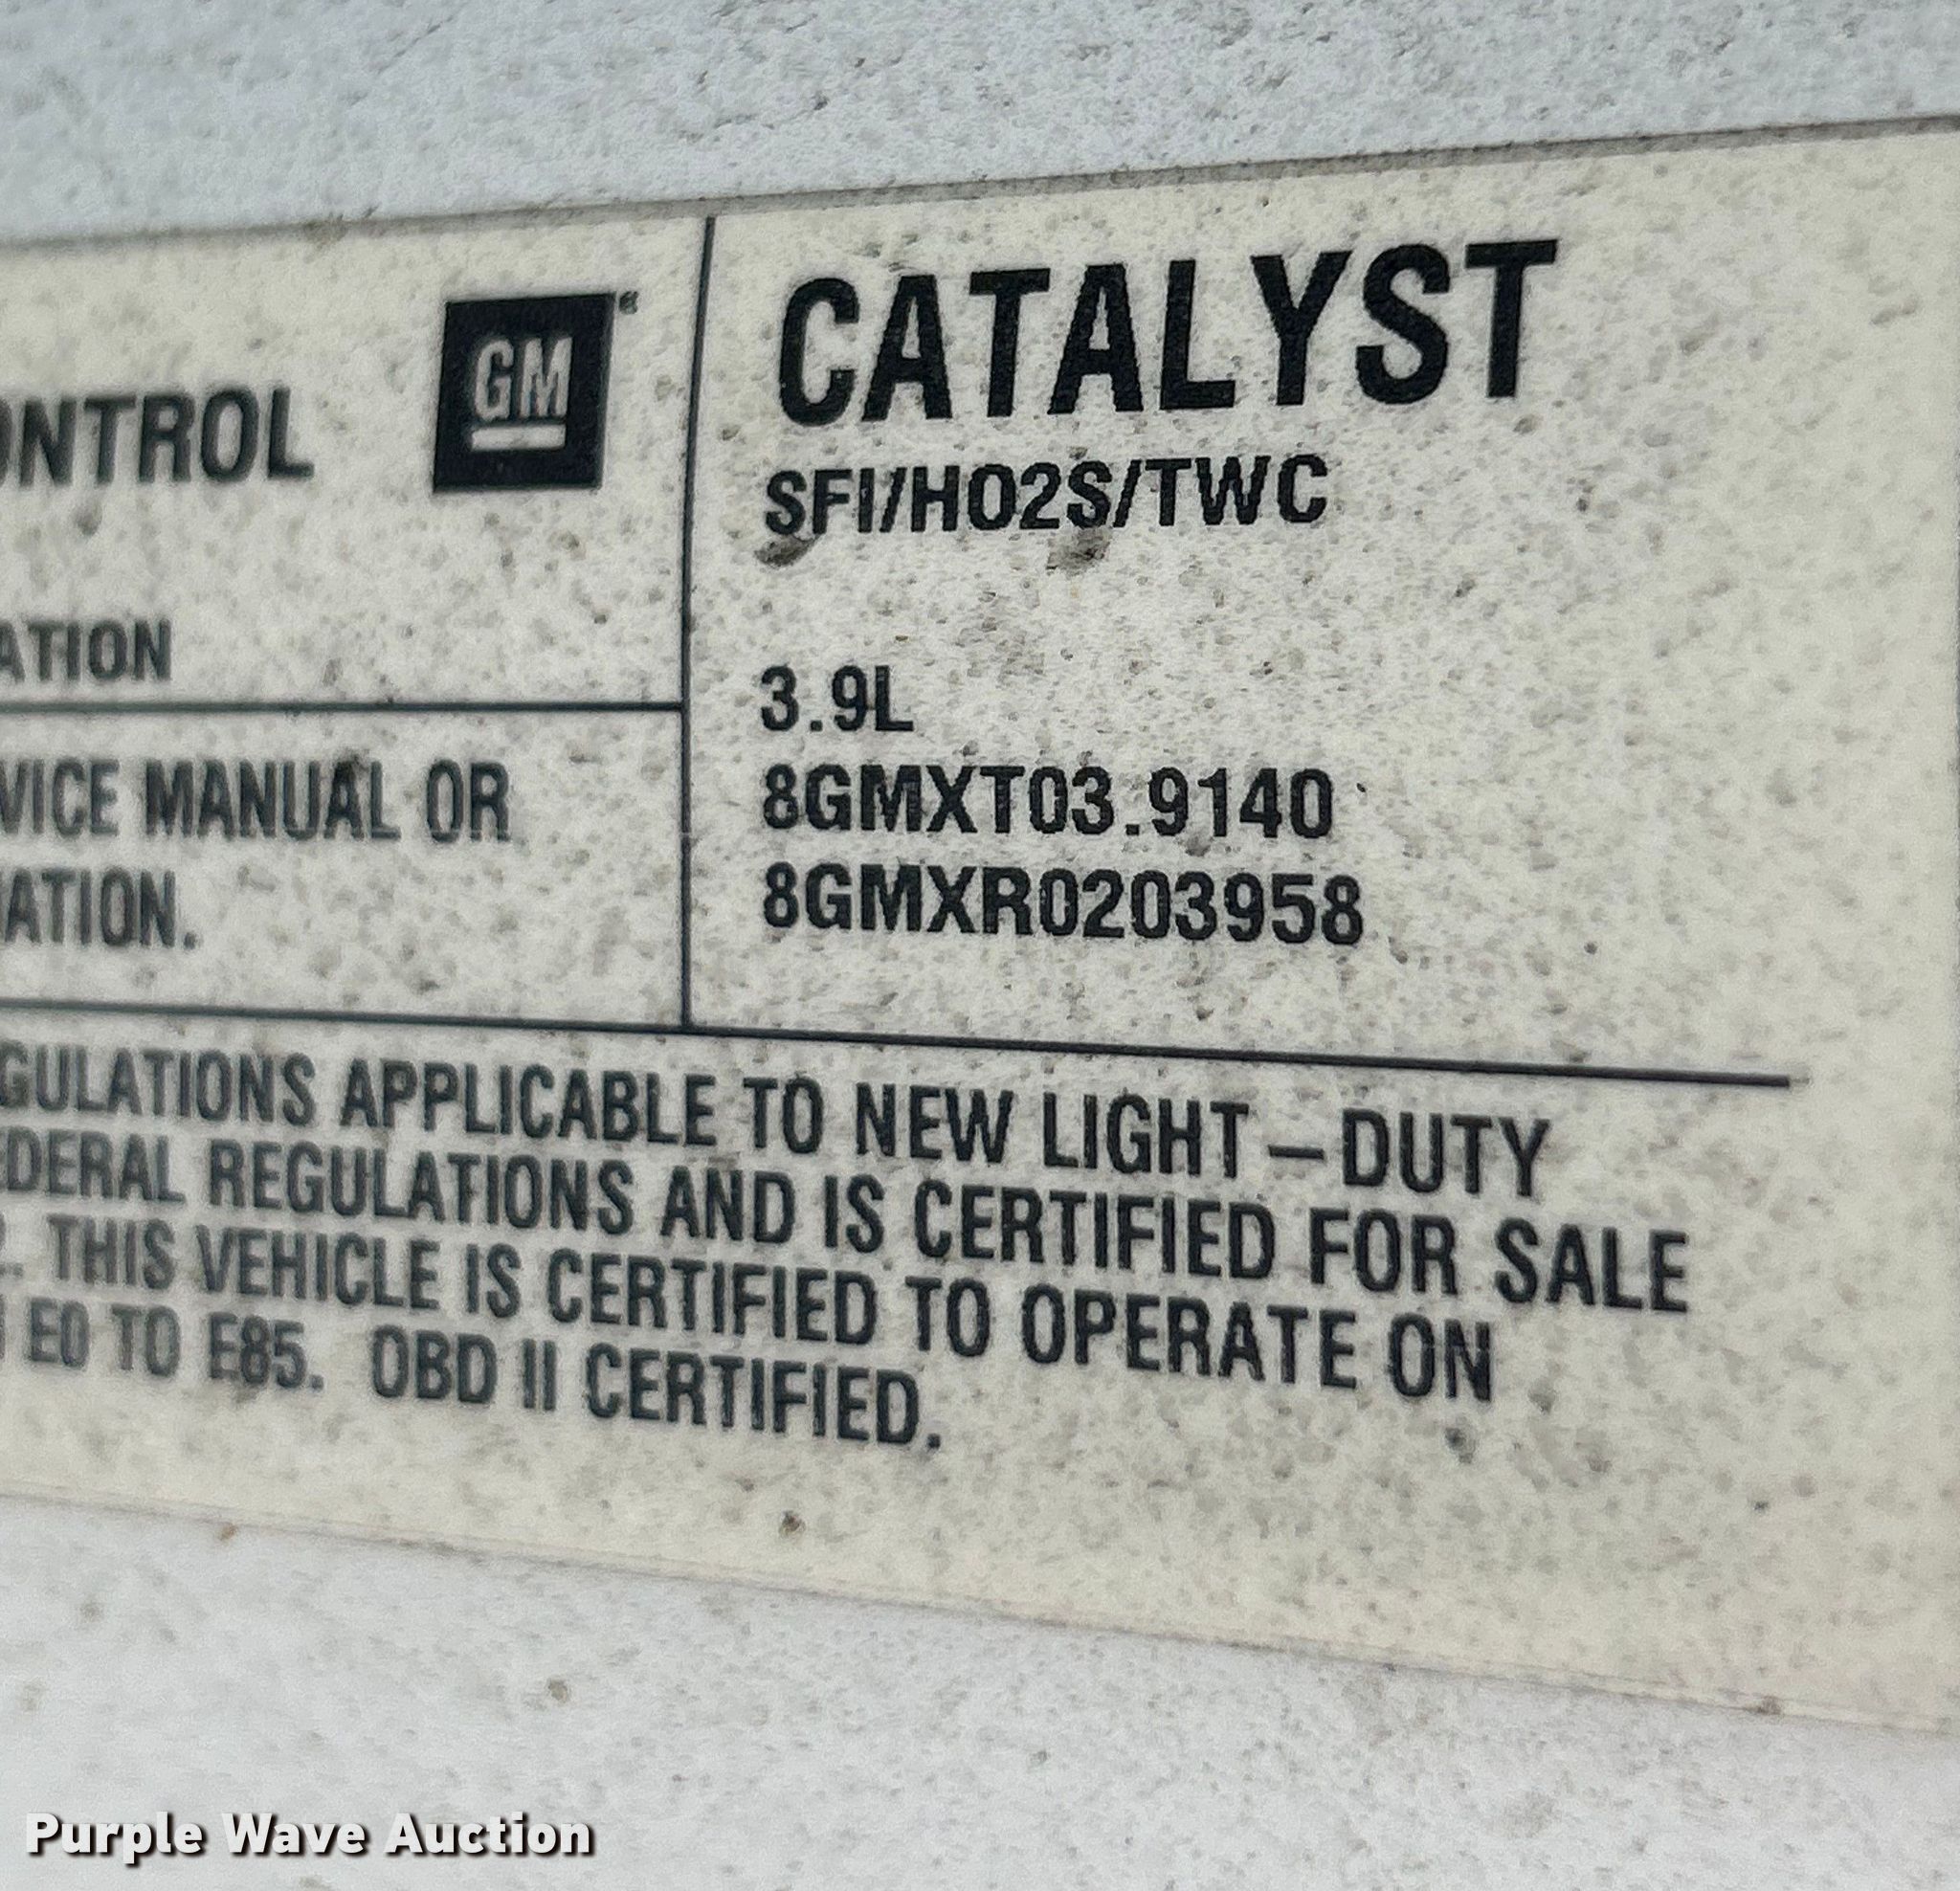 CONTROL
GM
ATION
VICE MANUAL OR
ATION.
CATALYST
SFI/HO2S/TWC
3.9L
8GMXT03.9140
8GMXR0203958
GULATIONS APPLICABLE TO NEW LIGHT-DUTY
EDERAL REGULATIONS AND IS CERTIFIED FOR SALE
. THIS VEHICLE IS CERTIFIED TO OPERATE ON
E0 TO E85. OBD II CERTIFIED.
Purple Wave Auction